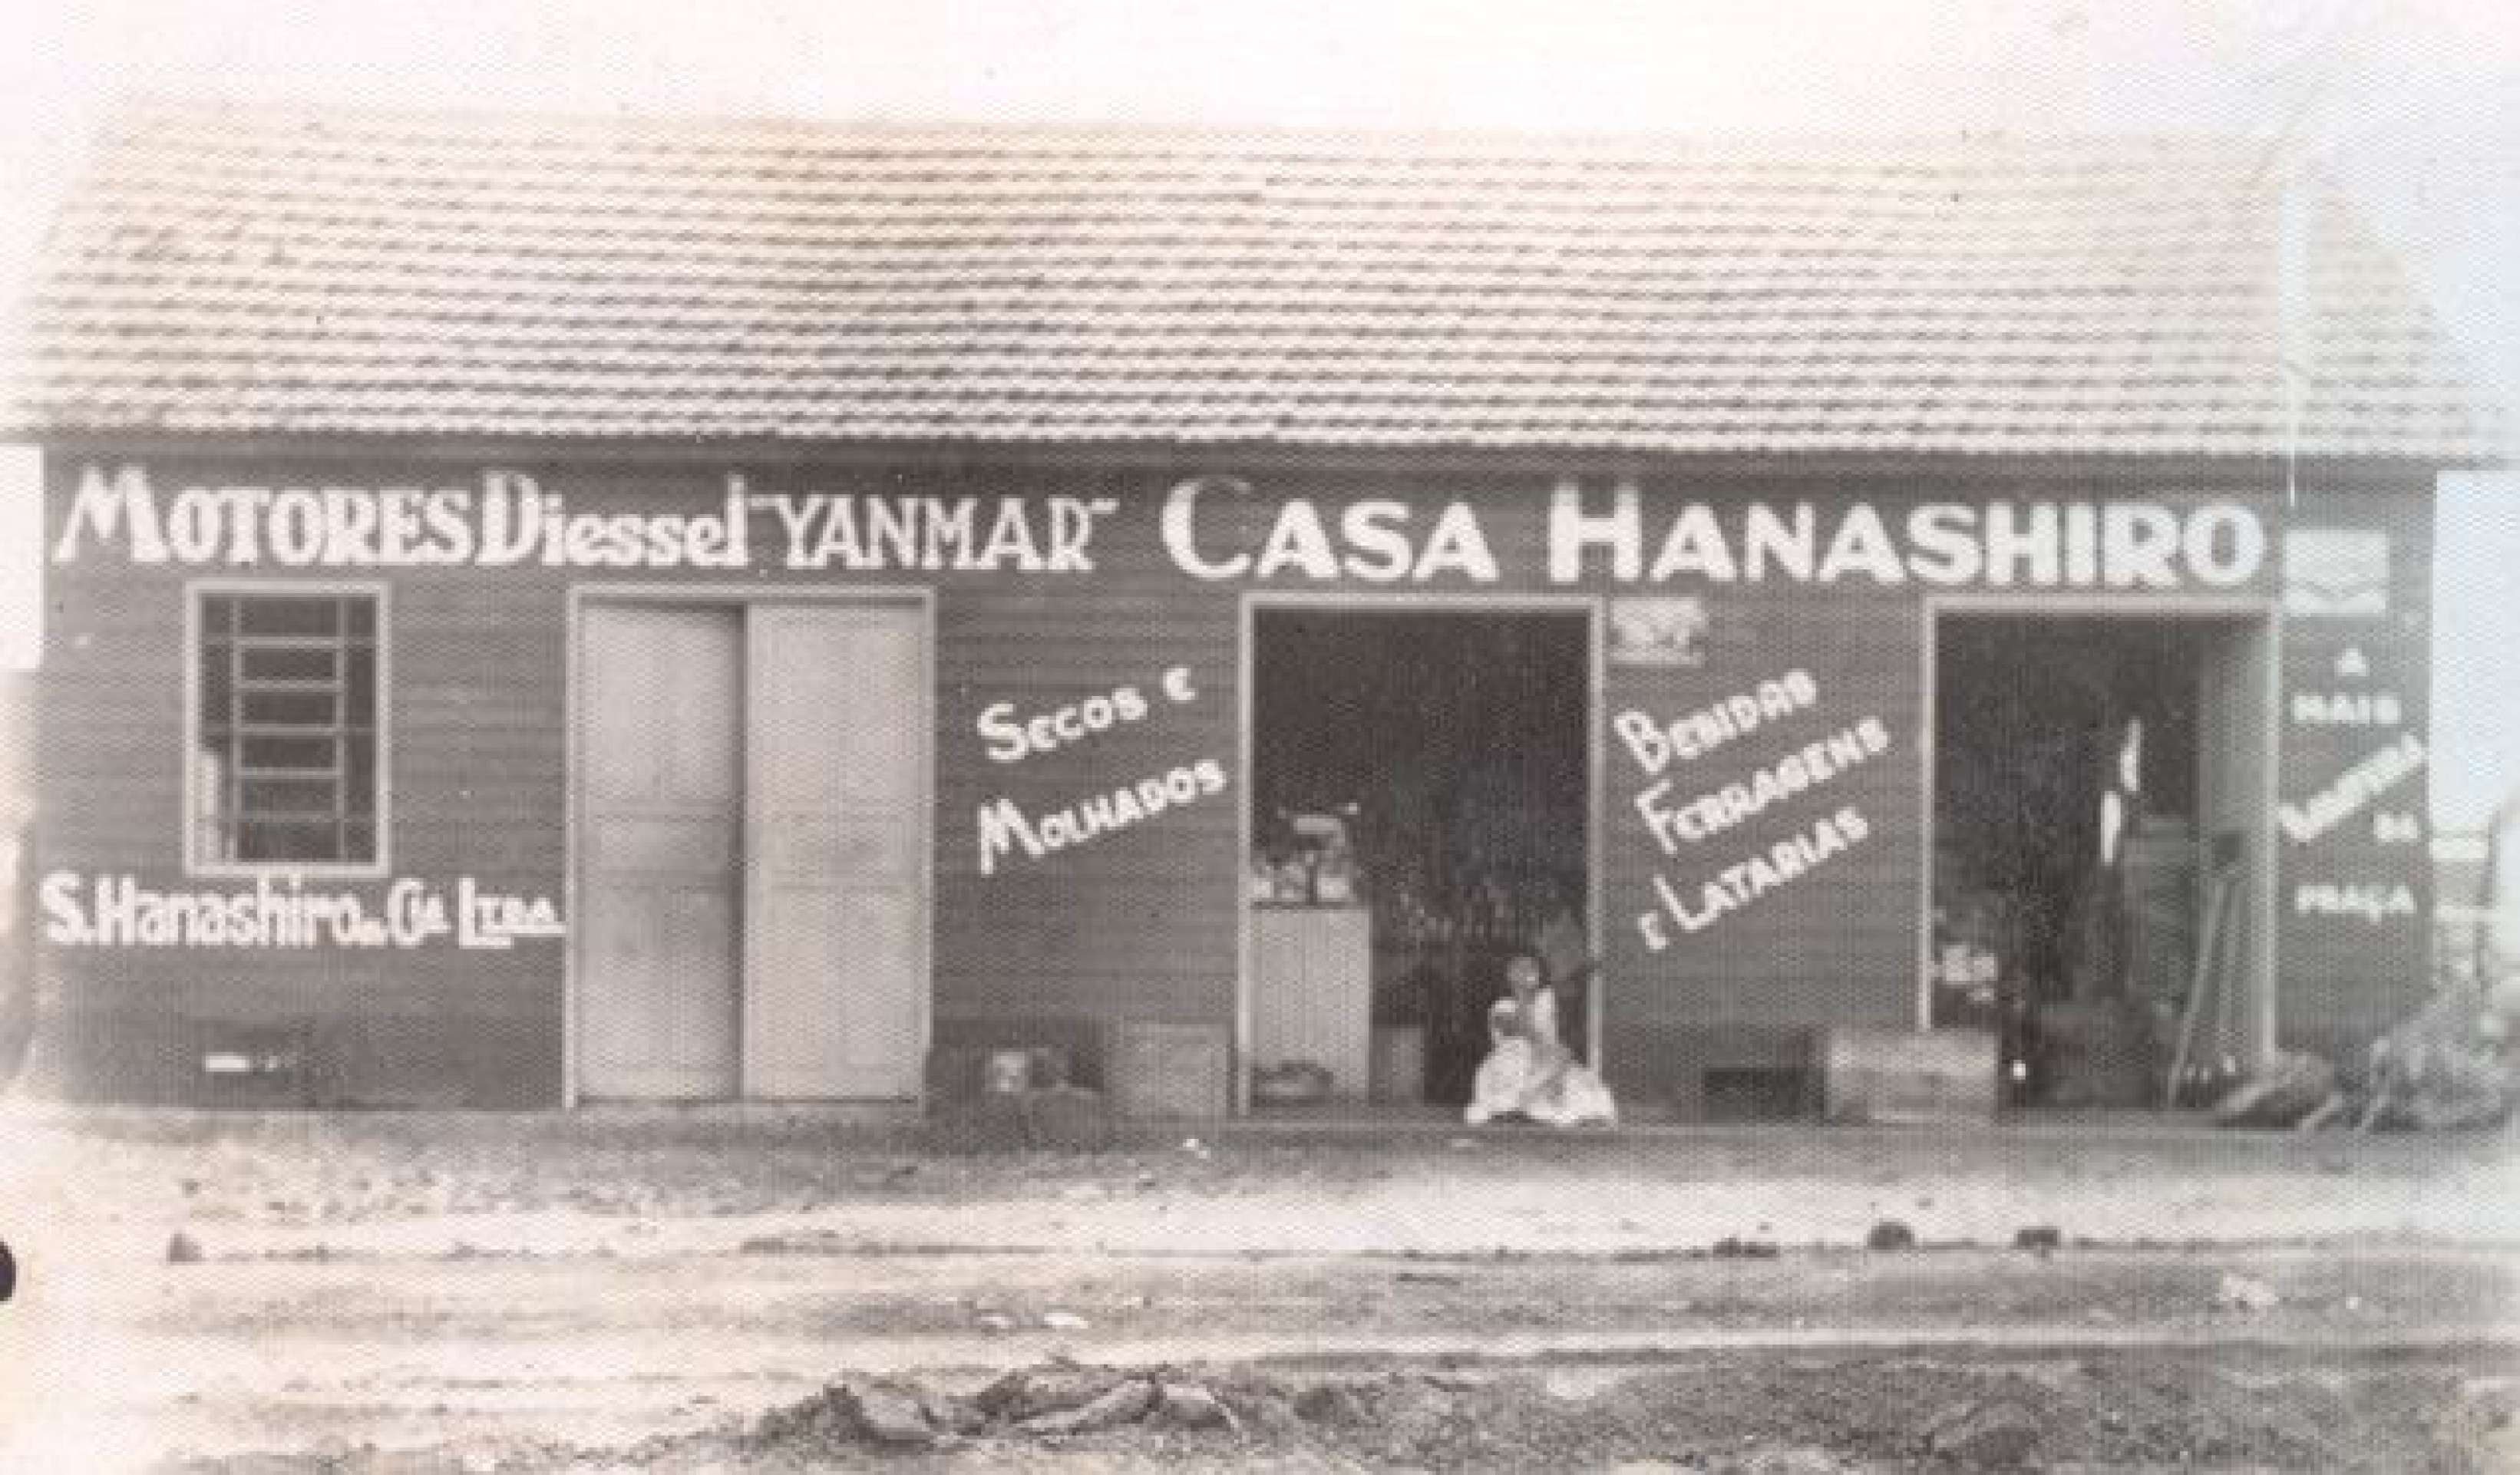 MOTORES Diessel "YANMAR" CASA HANASHIRO
S. Hanashiro & Cia LTDA.
SECOS E
MOLHADOS
BEBIDAS
FERRAGENS
E LATARIAS
A
MAIS
DA
PRAÇA